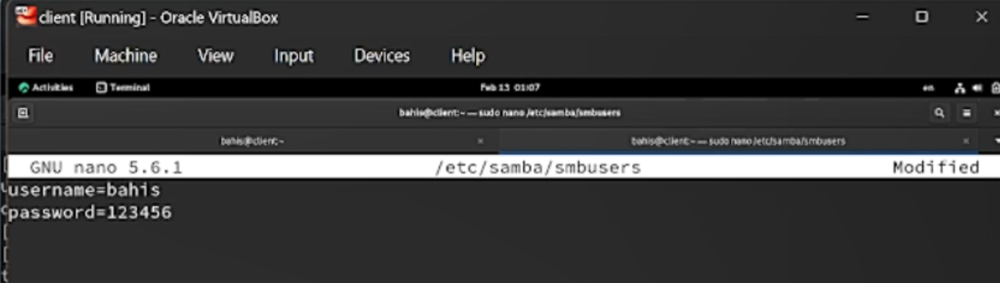 client [Running] - Oracle VirtualBox
File Machine View Input Devices Help
Activities Terminal Feb 13 01:07 en
bahis@client:~ — sudo nano /etc/samba/smbusers
bahis@client:~ bahis@client:~ — sudo nano /etc/samba/smbusers
GNU nano 5.6.1 /etc/samba/smbusers Modified
username=bahis
password=123456